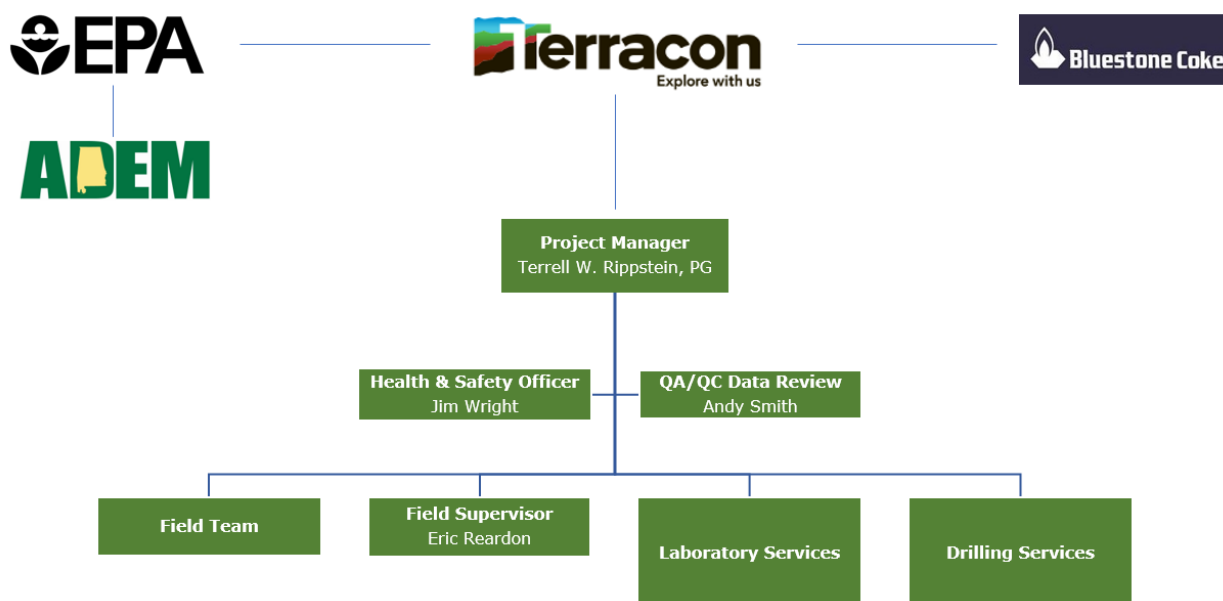 EPA
Terracon
Explore with us
Bluestone Coke
ADEM
Project Manager
Terrell W. Rippstein, PG
Health & Safety Officer
Jim Wright
QA/QC Data Review
Andy Smith
Field Team
Field Supervisor
Eric Reardon
Laboratory Services
Drilling Services